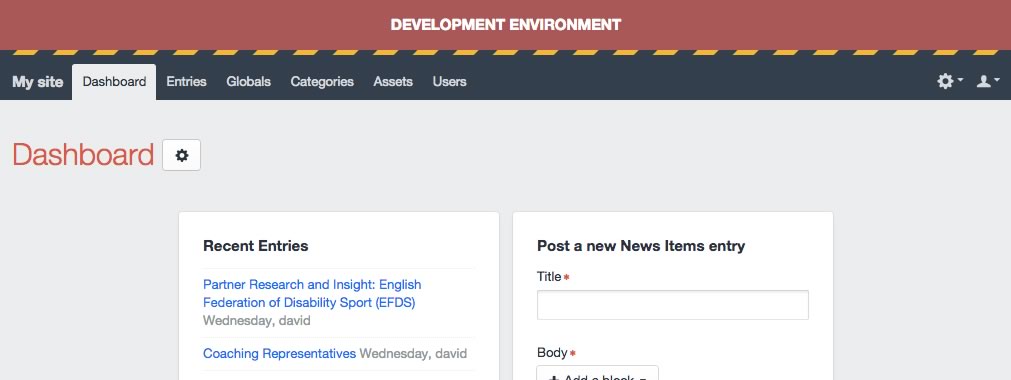 DEVELOPMENT ENVIRONMENT
My site Dashboard Entries Globals Categories Assets Users
Dashboard
Recent Entries
Partner Research and Insight: English
Federation of Disability Sport (EFDS)
Wednesday, david
Coaching Representatives Wednesday, david
Post a new News Items entry
Title*
Body*
Add a block